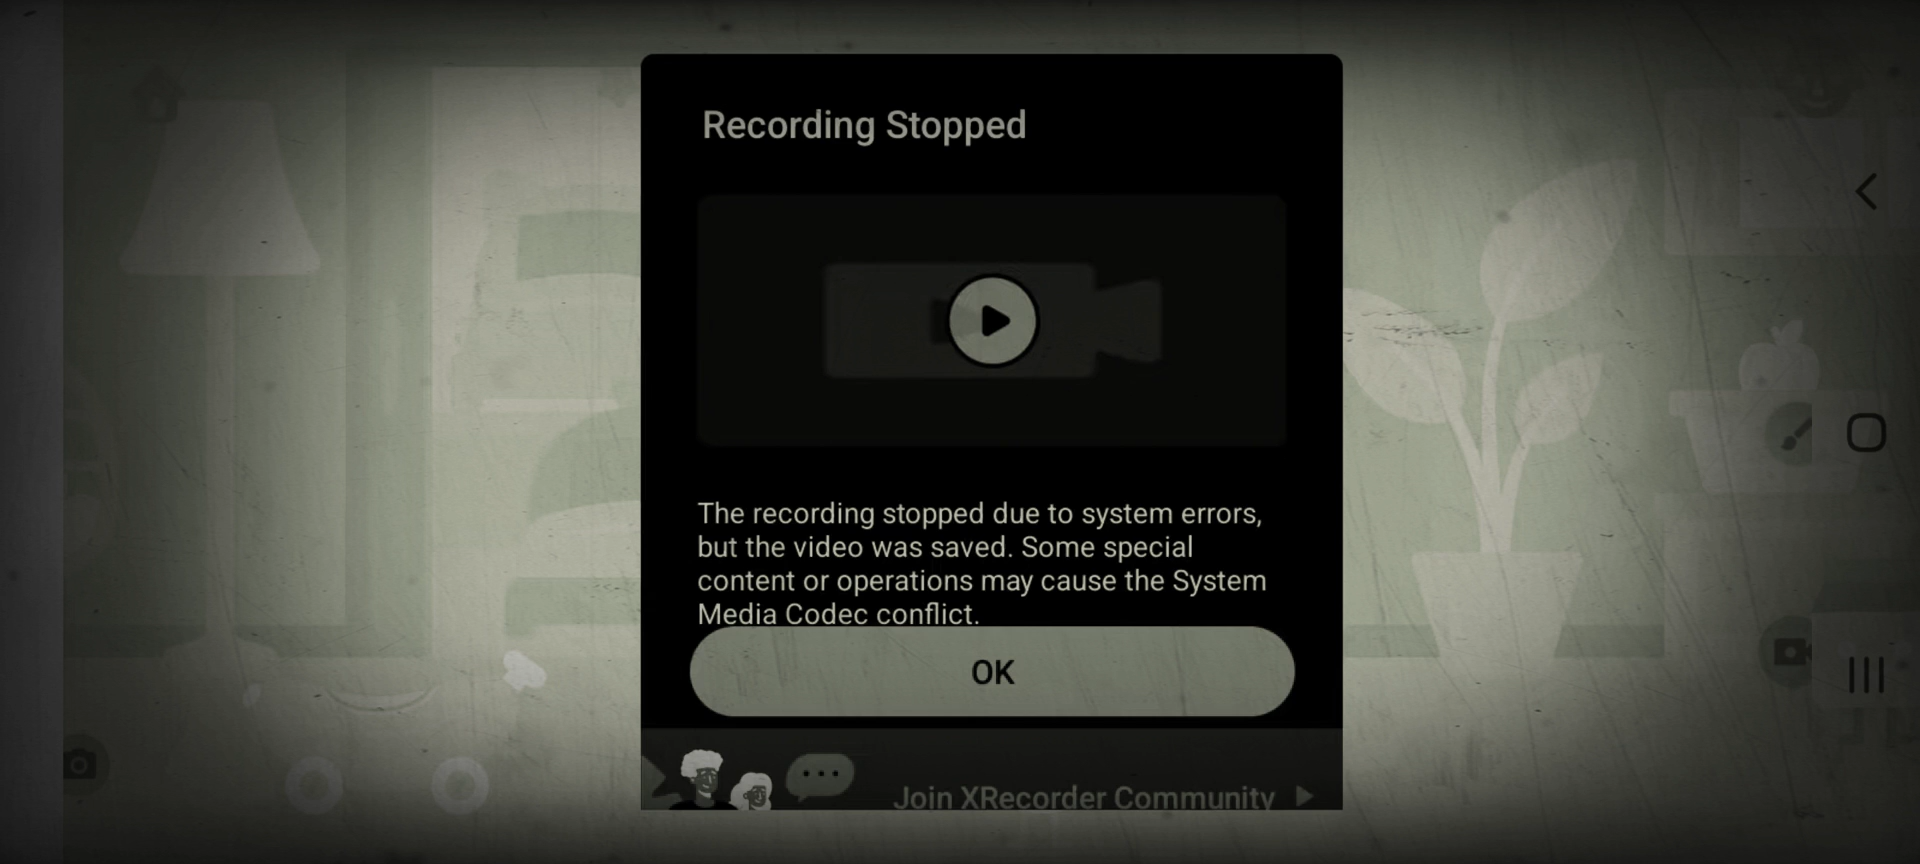 Recording Stopped
The recording stopped due to system errors,
but the video was saved. Some special
content or operations may cause the System
Media Codec conflict.
OK
Join XRecorder Community